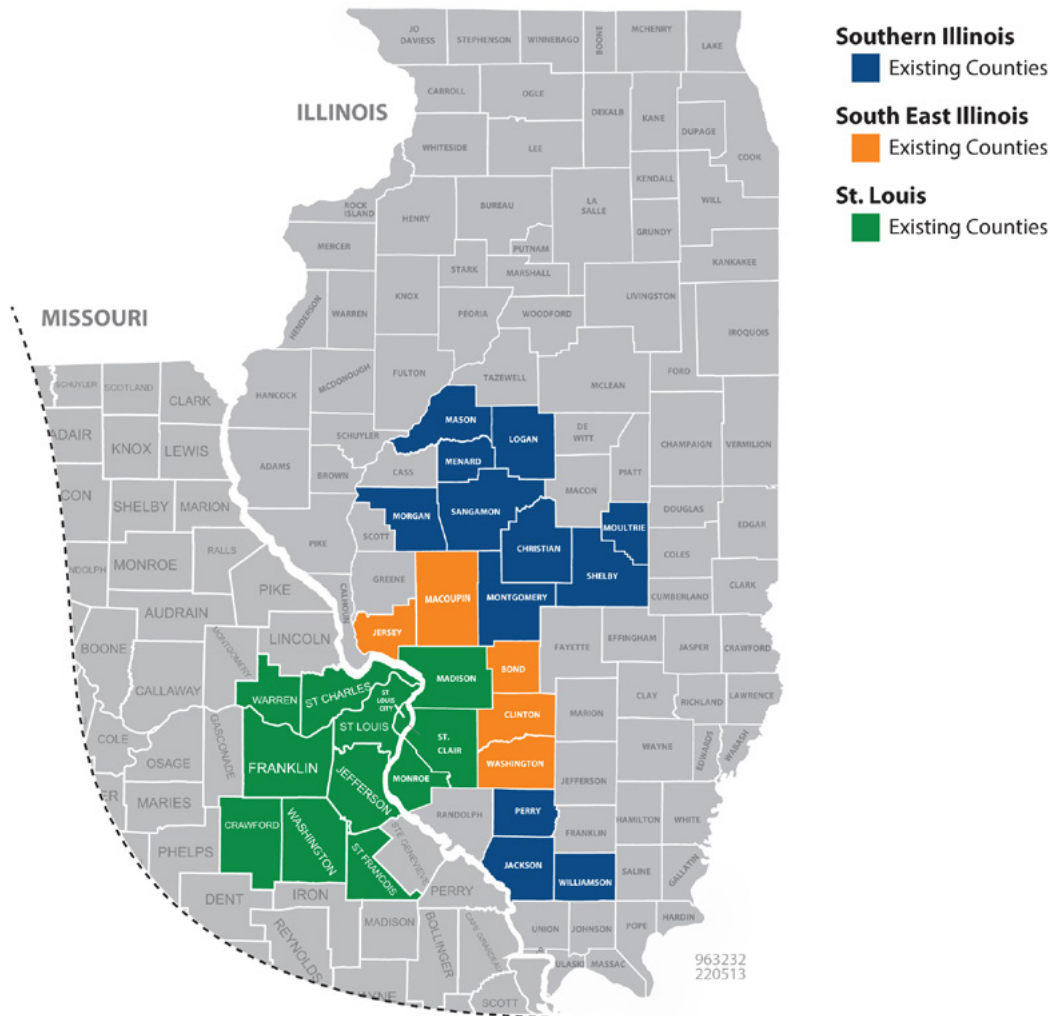 Southern Illinois
Existing Counties
South East Illinois
Existing Counties
St. Louis
Existing Counties
ILLINOIS
JO
DAVIESS
STEPHENSON
WINNEBAGO
BOONE
MCHENRY
LAKE
CARROLL
OGLE
DEKALB
KANE
DUPAGE
COOK
WHITESIDE
LEE
KENDALL
ROCK
ISLAND
HENRY
BUREAU
LA
SALLE
GRUNDY
WILL
MERCER
PUTNAM
KANKAKEE
STARK
MARSHALL
HENDERSON
WARREN
KNOX
PEORIA
WOODFORD
LIVINGSTON
IROQUOIS
FULTON
MCDONOUGH
HANCOCK
TAZEWELL
MCLEAN
FORD
MASON
LOGAN
DE
WITT
CHAMPAIGN
VERMILION
SCHUYLER
ADAMS
BROWN
CASS
MENARD
MACON
PIATT
MORGAN
SANGAMON
MOULTRIE
DOUGLAS
EDGAR
SCOTT
CHRISTIAN
COLES
PIKE
GREENE
MACOUPIN
MONTGOMERY
SHELBY
CUMBERLAND
CLARK
CALHOUN
JERSEY
BOND
FAYETTE
EFFINGHAM
JASPER
CRAWFORD
MADISON
CLINTON
MARION
CLAY
RICHLAND
LAWRENCE
ST.
CLAIR
WASHINGTON
WAYNE
EDWARDS
WABASH
MONROE
JEFFERSON
RANDOLPH
PERRY
FRANKLIN
HAMILTON
WHITE
JACKSON
WILLIAMSON
SALINE
GALLATIN
UNION
JOHNSON
POPE
HARDIN
ULASKI
MASSAC
MISSOURI
SCHUYLER
SCOTLAND
CLARK
ADAIR
KNOX
LEWIS
CON
SHELBY
MARION
NDOLPH
MONROE
RALLS
PIKE
AUDRAIN
BOONE
MONTGOMERY
LINCOLN
CALLAWAY
WARREN
ST CHARLES
ST
LOUIS
CITY
ST LOUIS
COLE
OSAGE
GASCONADE
FRANKLIN
JEFFERSON
ER
MARIES
CRAWFORD
WASHINGTON
ST FRANCOIS
STE GENEVIEVE
PHELPS
PERRY
DENT
IRON
MADISON
BOLLINGER
CAPE GIRARDEAU
REYNOLDS
YNE
SCOTT
963232
220513